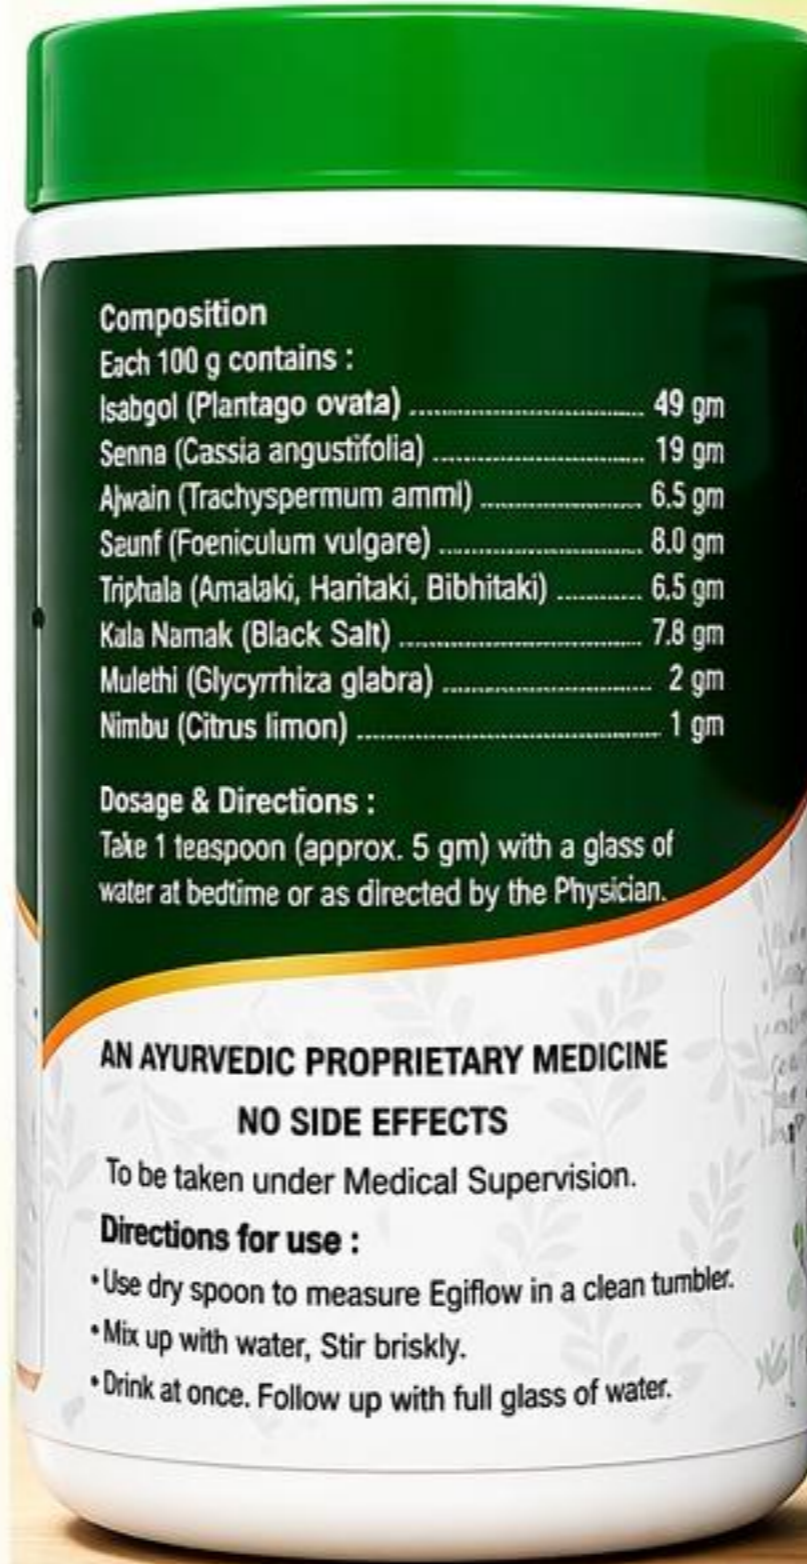 Composition
Each 100 g contains :
Isabgol (Plantago ovata) ........................ 49 gm
Senna (Cassia angustifolia) ........................ 19 gm
Ajwain (Trachyspermum amml) ................ 6.5 gm
Saunf (Foeniculum vulgare) ........................ 8.0 gm
Triphala (Amalaki, Haritaki, Bibhitaki) ........... 6.5 gm
Kala Namak (Black Salt) ........................ 7.8 gm
Mulethi (Glycyrrhiza glabra) ........................ 2 gm
Nimbu (Citrus limon) ........................ 1 gm
Dosage & Directions :
Take 1 teaspoon (approx. 5 gm) with a glass of
water at bedtime or as directed by the Physician.
AN AYURVEDIC PROPRIETARY MEDICINE
NO SIDE EFFECTS
To be taken under Medical Supervision.
Directions for use :
• Use dry spoon to measure Egiflow in a clean tumbler.
• Mix up with water, Stir briskly.
• Drink at once. Follow up with full glass of water.